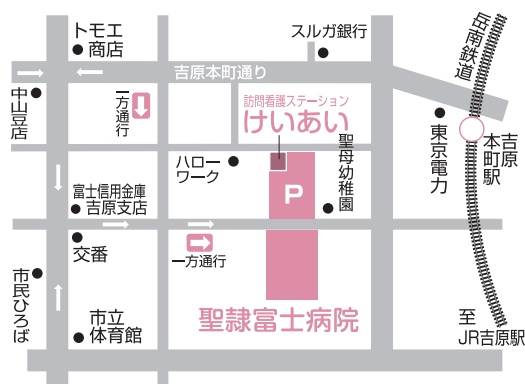 トモエ
商店
スルガ銀行
岳南鉄道
吉原本町通り
中山豆店
一方
通行
訪問看護ステーション
けいあい
東京電力
吉原
本町駅
聖母幼稚園
ハロー
ワーク
P
富士信用金庫
吉原支店
交番
一方通行
市民ひろば
市立
体育館
聖隷富士病院
至
JR吉原駅